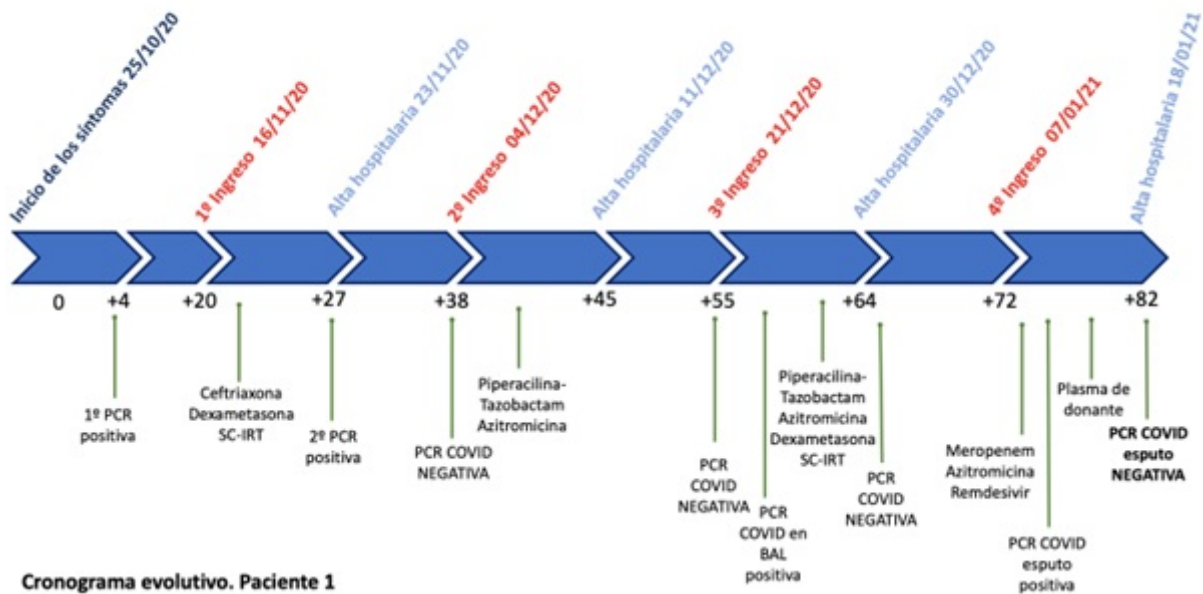 Inicio de los síntomas 25/10/20
1º Ingreso 16/11/20
Alta hospitalaria 23/11/20
2º Ingreso 04/12/20
Alta hospitalaria 11/12/20
3º Ingreso 21/12/20
Alta hospitalaria 30/12/20
4º Ingreso 07/01/21
Alta hospitalaria 18/01/21
0
+4
+20
+27
+38
+45
+55
+64
+72
+82
1º PCR
positiva
Ceftriaxona
Dexametasona
SC-IRT
2º PCR
positiva
PCR COVID
NEGATIVA
Piperacilina-
Tazobactam
Azitromicina
PCR
COVID
NEGATIVA
PCR
COVID en
BAL
positiva
Piperacilina-
Tazobactam
Azitromicina
Dexametasona
SC-IRT
PCR
COVID
NEGATIVA
Meropenem
Azitromicina
Remdesivir
PCR COVID
esputo
positiva
Plasma de
donante
PCR COVID
esputo
NEGATIVA
Cronograma evolutivo. Paciente 1